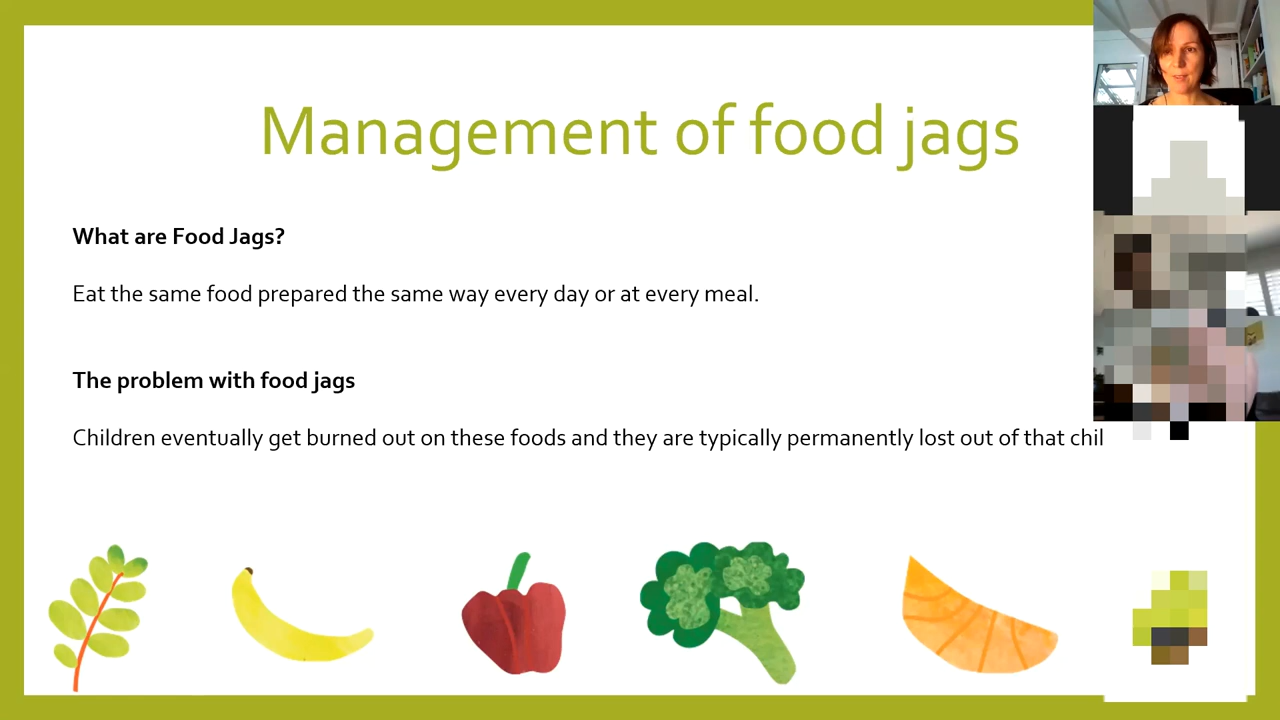 Management of food jags
What are Food Jags?
Eat the same food prepared the same way every day or at every meal.
The problem with food jags
Children eventually get burned out on these foods and they are typically permanently lost out of that chil